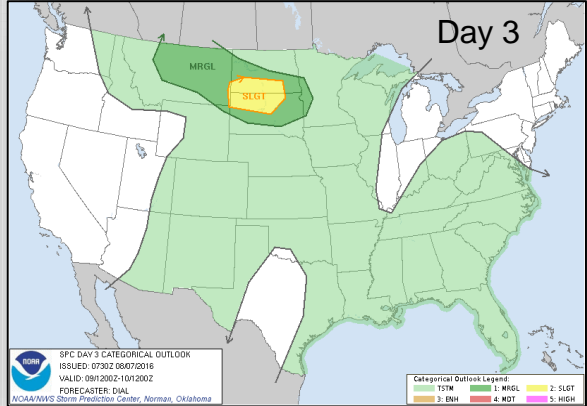 Day 3
MRGL
SLGT
NOAA
SPC DAY 3 CATEGORICAL OUTLOOK
ISSUED: 0730Z 08/07/2016
VALID: 09/1200Z-10/1200Z
FORECASTER: DIAL
NOAA/NWS Storm Prediction Center, Norman, Oklahoma
Categorical Outlook Legend:
TSTM 1: MRGL 2: SLGT
3: ENH 4: MDT 5: HIGH